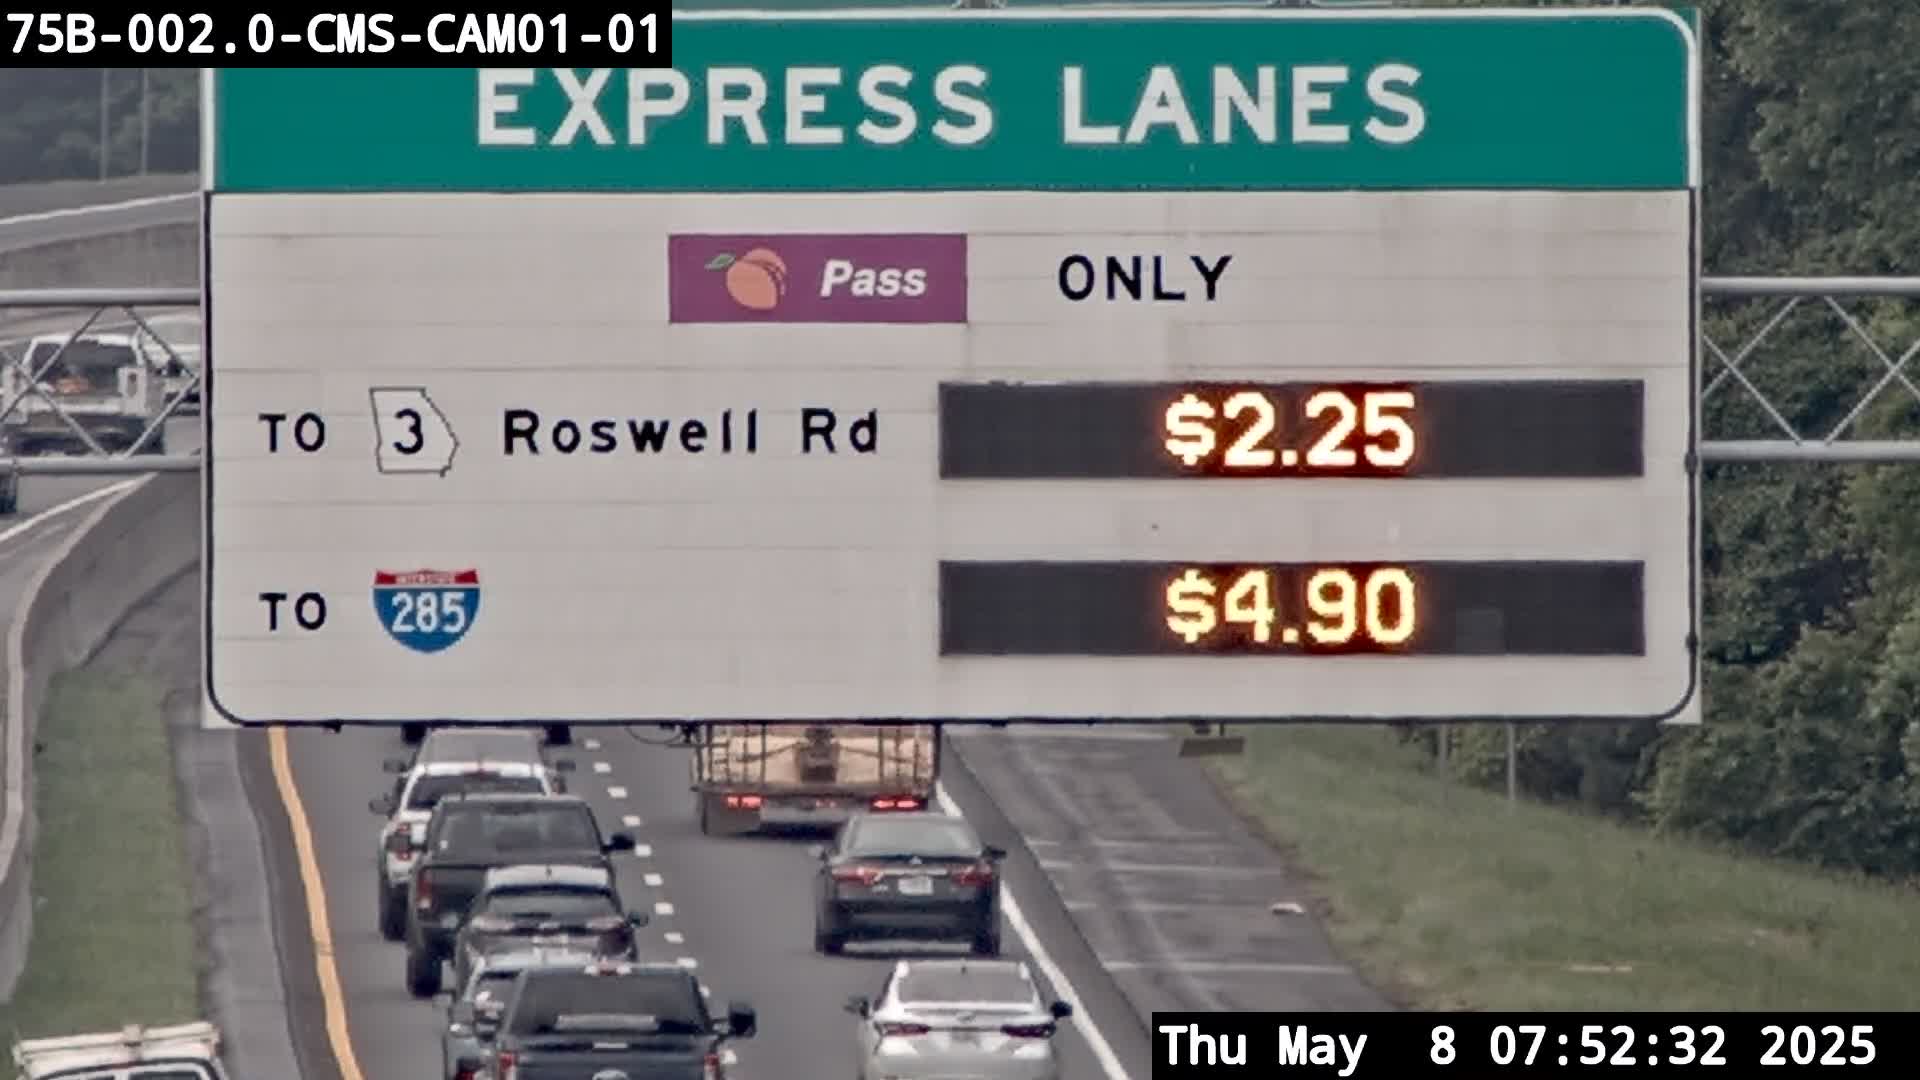 75B-002.0-CMS-CAM01-01
EXPRESS LANES
Pass ONLY
TO 3 Roswell Rd $2.25
TO 285 $4.90
Thu May 8 07:52:32 2025